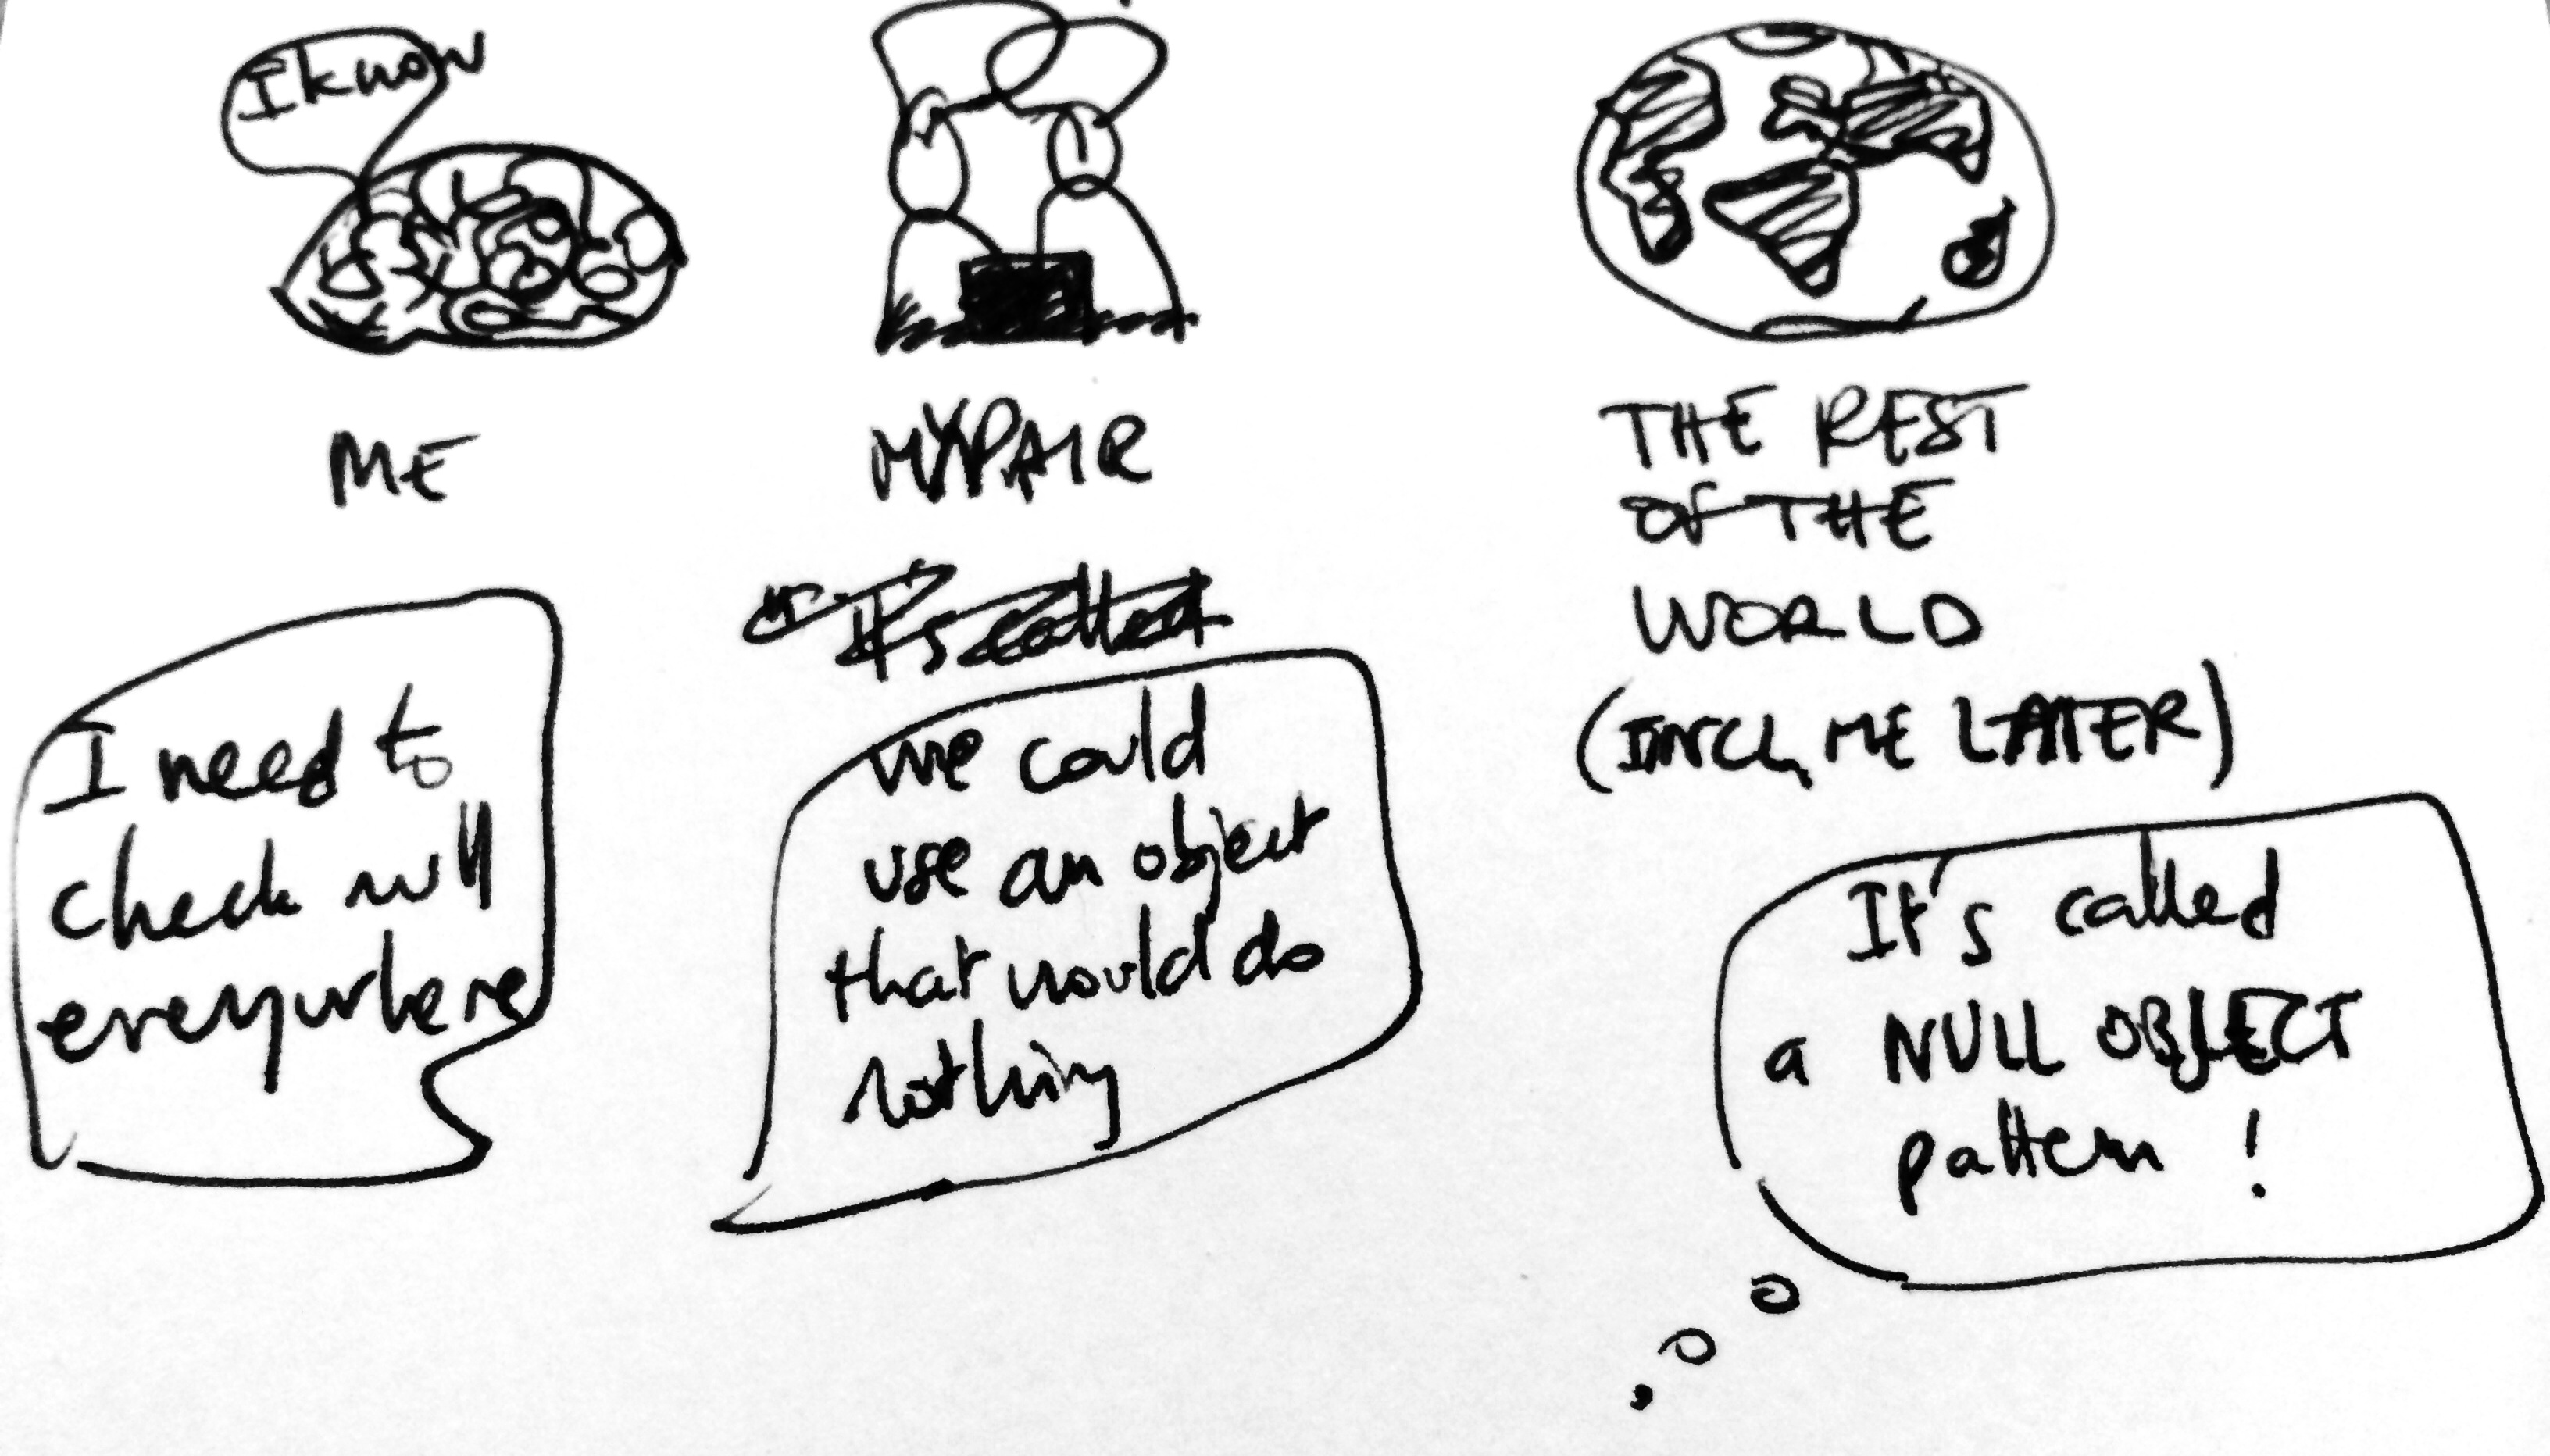 I know
ME
I need to
check null
everywhere
MY PAIR
It's called
we could
use an object
that would do
nothing
THE REST
OF THE
WORLD
(INCL, ME LATER)
It's called
a NULL OBJECT
pattern !